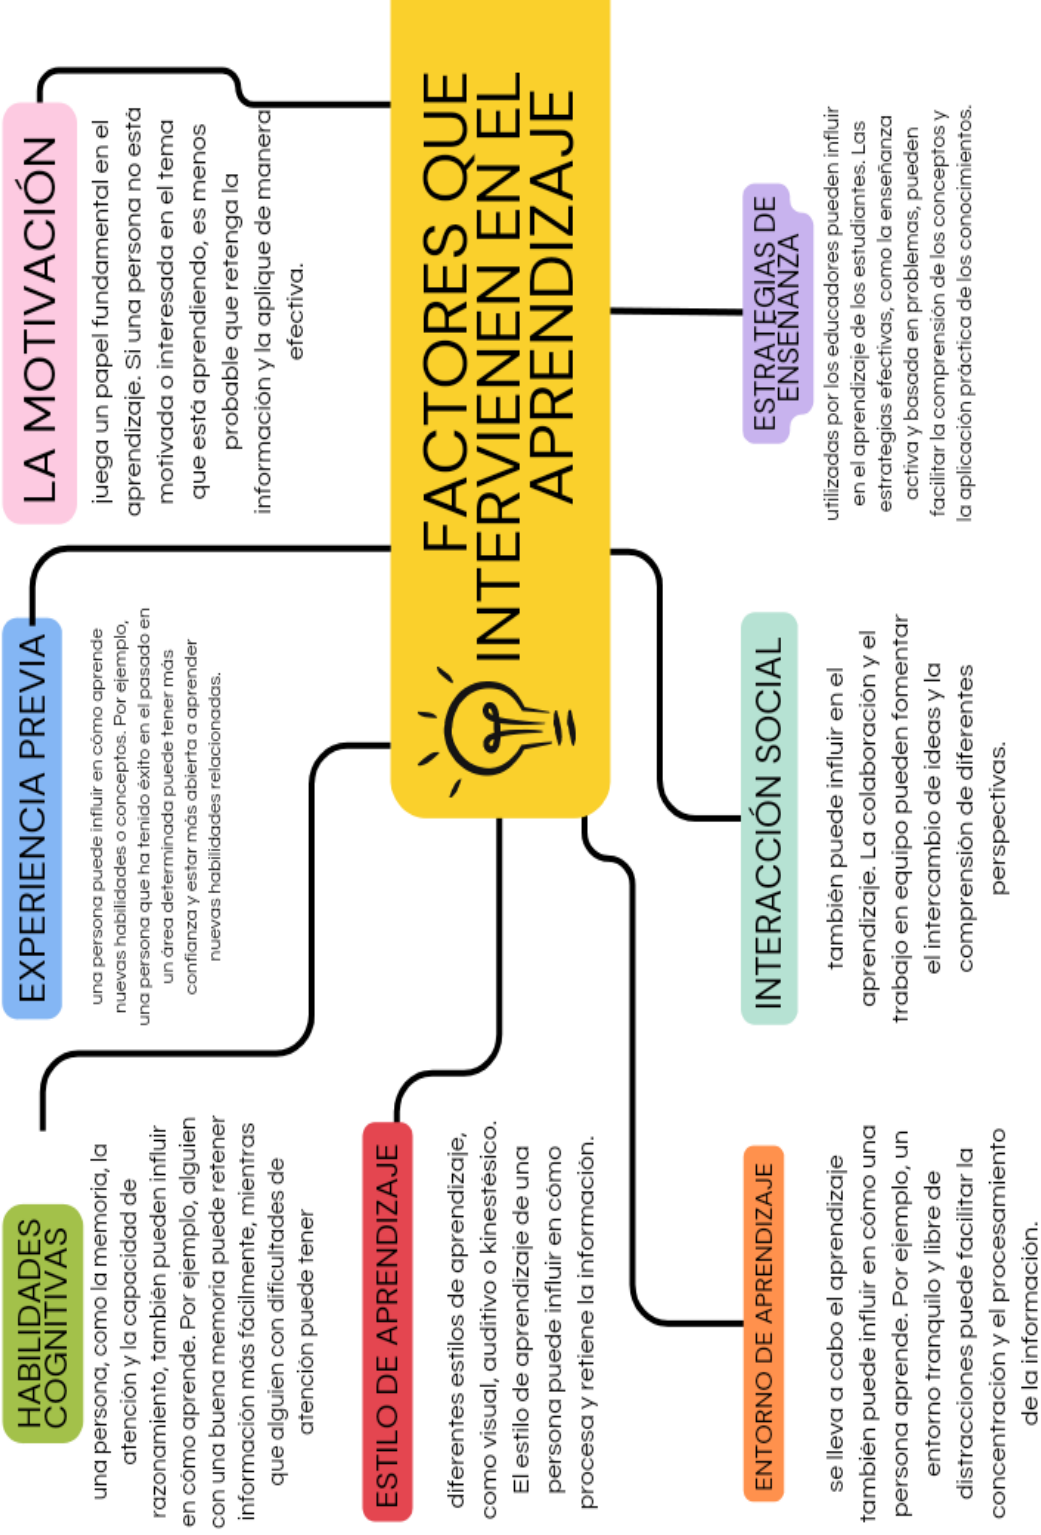 FACTORES QUE
INTERVIENEN EN EL
APRENDIZAJE
HABILIDADES
COGNITIVAS
una persona, como la memoria, la
atención y la capacidad de
razonamiento, también pueden influir
en cómo aprende. Por ejemplo, alguien
con una buena memoria puede retener
información más fácilmente, mientras
que alguien con dificultades de
atención puede tener
EXPERIENCIA PREVIA
una persona puede influir en cómo aprende
nuevas habilidades o conceptos. Por ejemplo,
una persona que ha tenido éxito en el pasado en
un área determinada puede tener más
confianza y estar más abierta a aprender
nuevas habilidades relacionadas.
LA MOTIVACIÓN
juega un papel fundamental en el
aprendizaje. Si una persona no está
motivada o interesada en el tema
que está aprendiendo, es menos
probable que retenga la
información y la aplique de manera
efectiva.
ESTILO DE APRENDIZAJE
diferentes estilos de aprendizaje,
como visual, auditivo o kinestésico.
El estilo de aprendizaje de una
persona puede influir en cómo
procesa y retiene la información.
ENTORNO DE APRENDIZAJE
se lleva a cabo el aprendizaje
también puede influir en cómo una
persona aprende. Por ejemplo, un
entorno tranquilo y libre de
distracciones puede facilitar la
concentración y el procesamiento
de la información.
INTERACCIÓN SOCIAL
también puede influir en el
aprendizaje. La colaboración y el
trabajo en equipo pueden fomentar
el intercambio de ideas y la
comprensión de diferentes
perspectivas.
ESTRATEGIAS DE
ENSEÑANZA
utilizadas por los educadores pueden influir
en el aprendizaje de los estudiantes. Las
estrategias efectivas, como la enseñanza
activa y basada en problemas, pueden
facilitar la comprensión de los conceptos y
la aplicación práctica de los conocimientos.